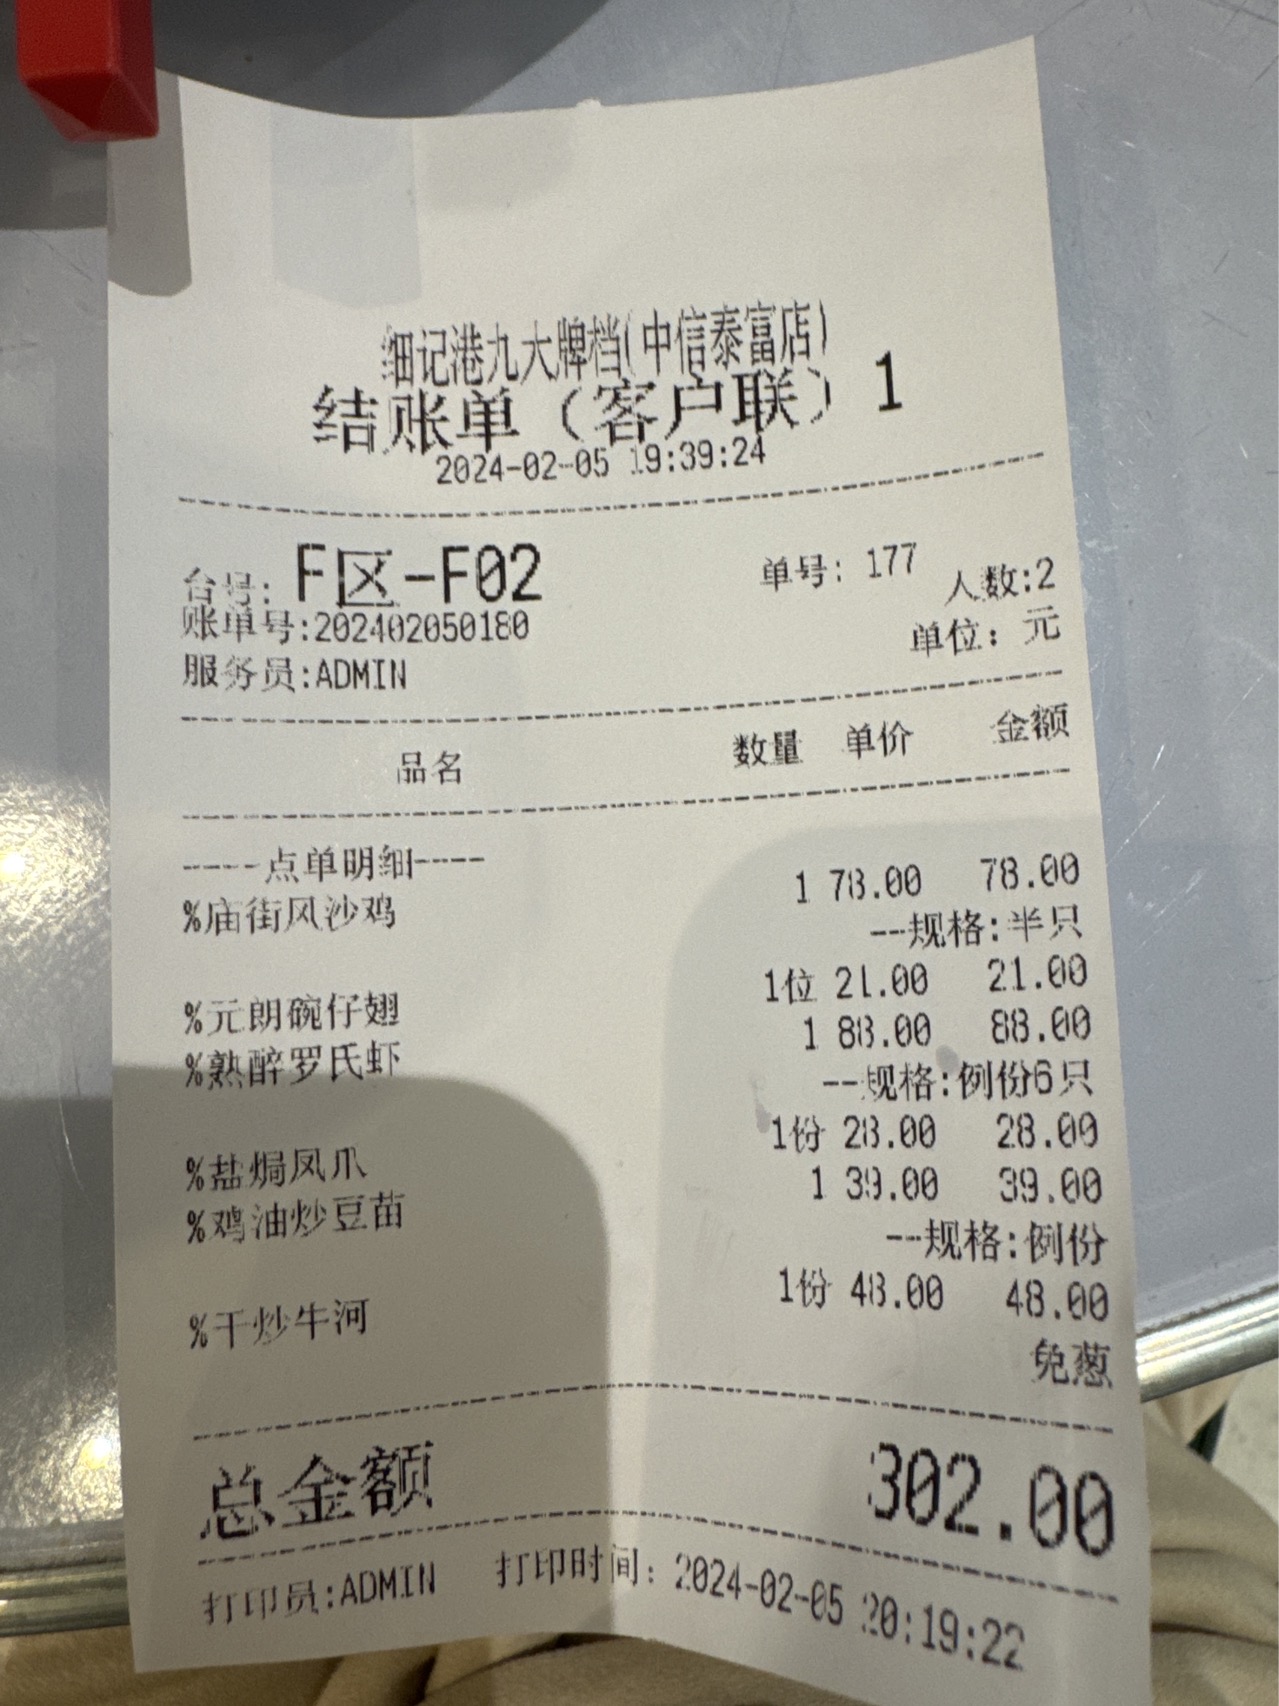 细记港九大牌档(中信泰富店)
结账单（客户联）1
2024-02-05 19:39:24
台号: F区-F02 单号: 177 人数:2
账单号:202402050180 单位: 元
服务员:ADMIN
品名 数量 单价 金额
----点单明细----
%庙街风沙鸡 1 78.00 78.00
--规格:半只
%元朗碗仔翅 1位 21.00 21.00
%熟醉罗氏虾 1 88.00 88.00
--规格:例份6只
%盐焗凤爪 1份 28.00 28.00
%鸡油炒豆苗 1 39.00 39.00
--规格:例份
%干炒牛河 1份 48.00 48.00
免葱
总金额 302.00
打印员:ADMIN 打印时间: 2024-02-05 20:19:22